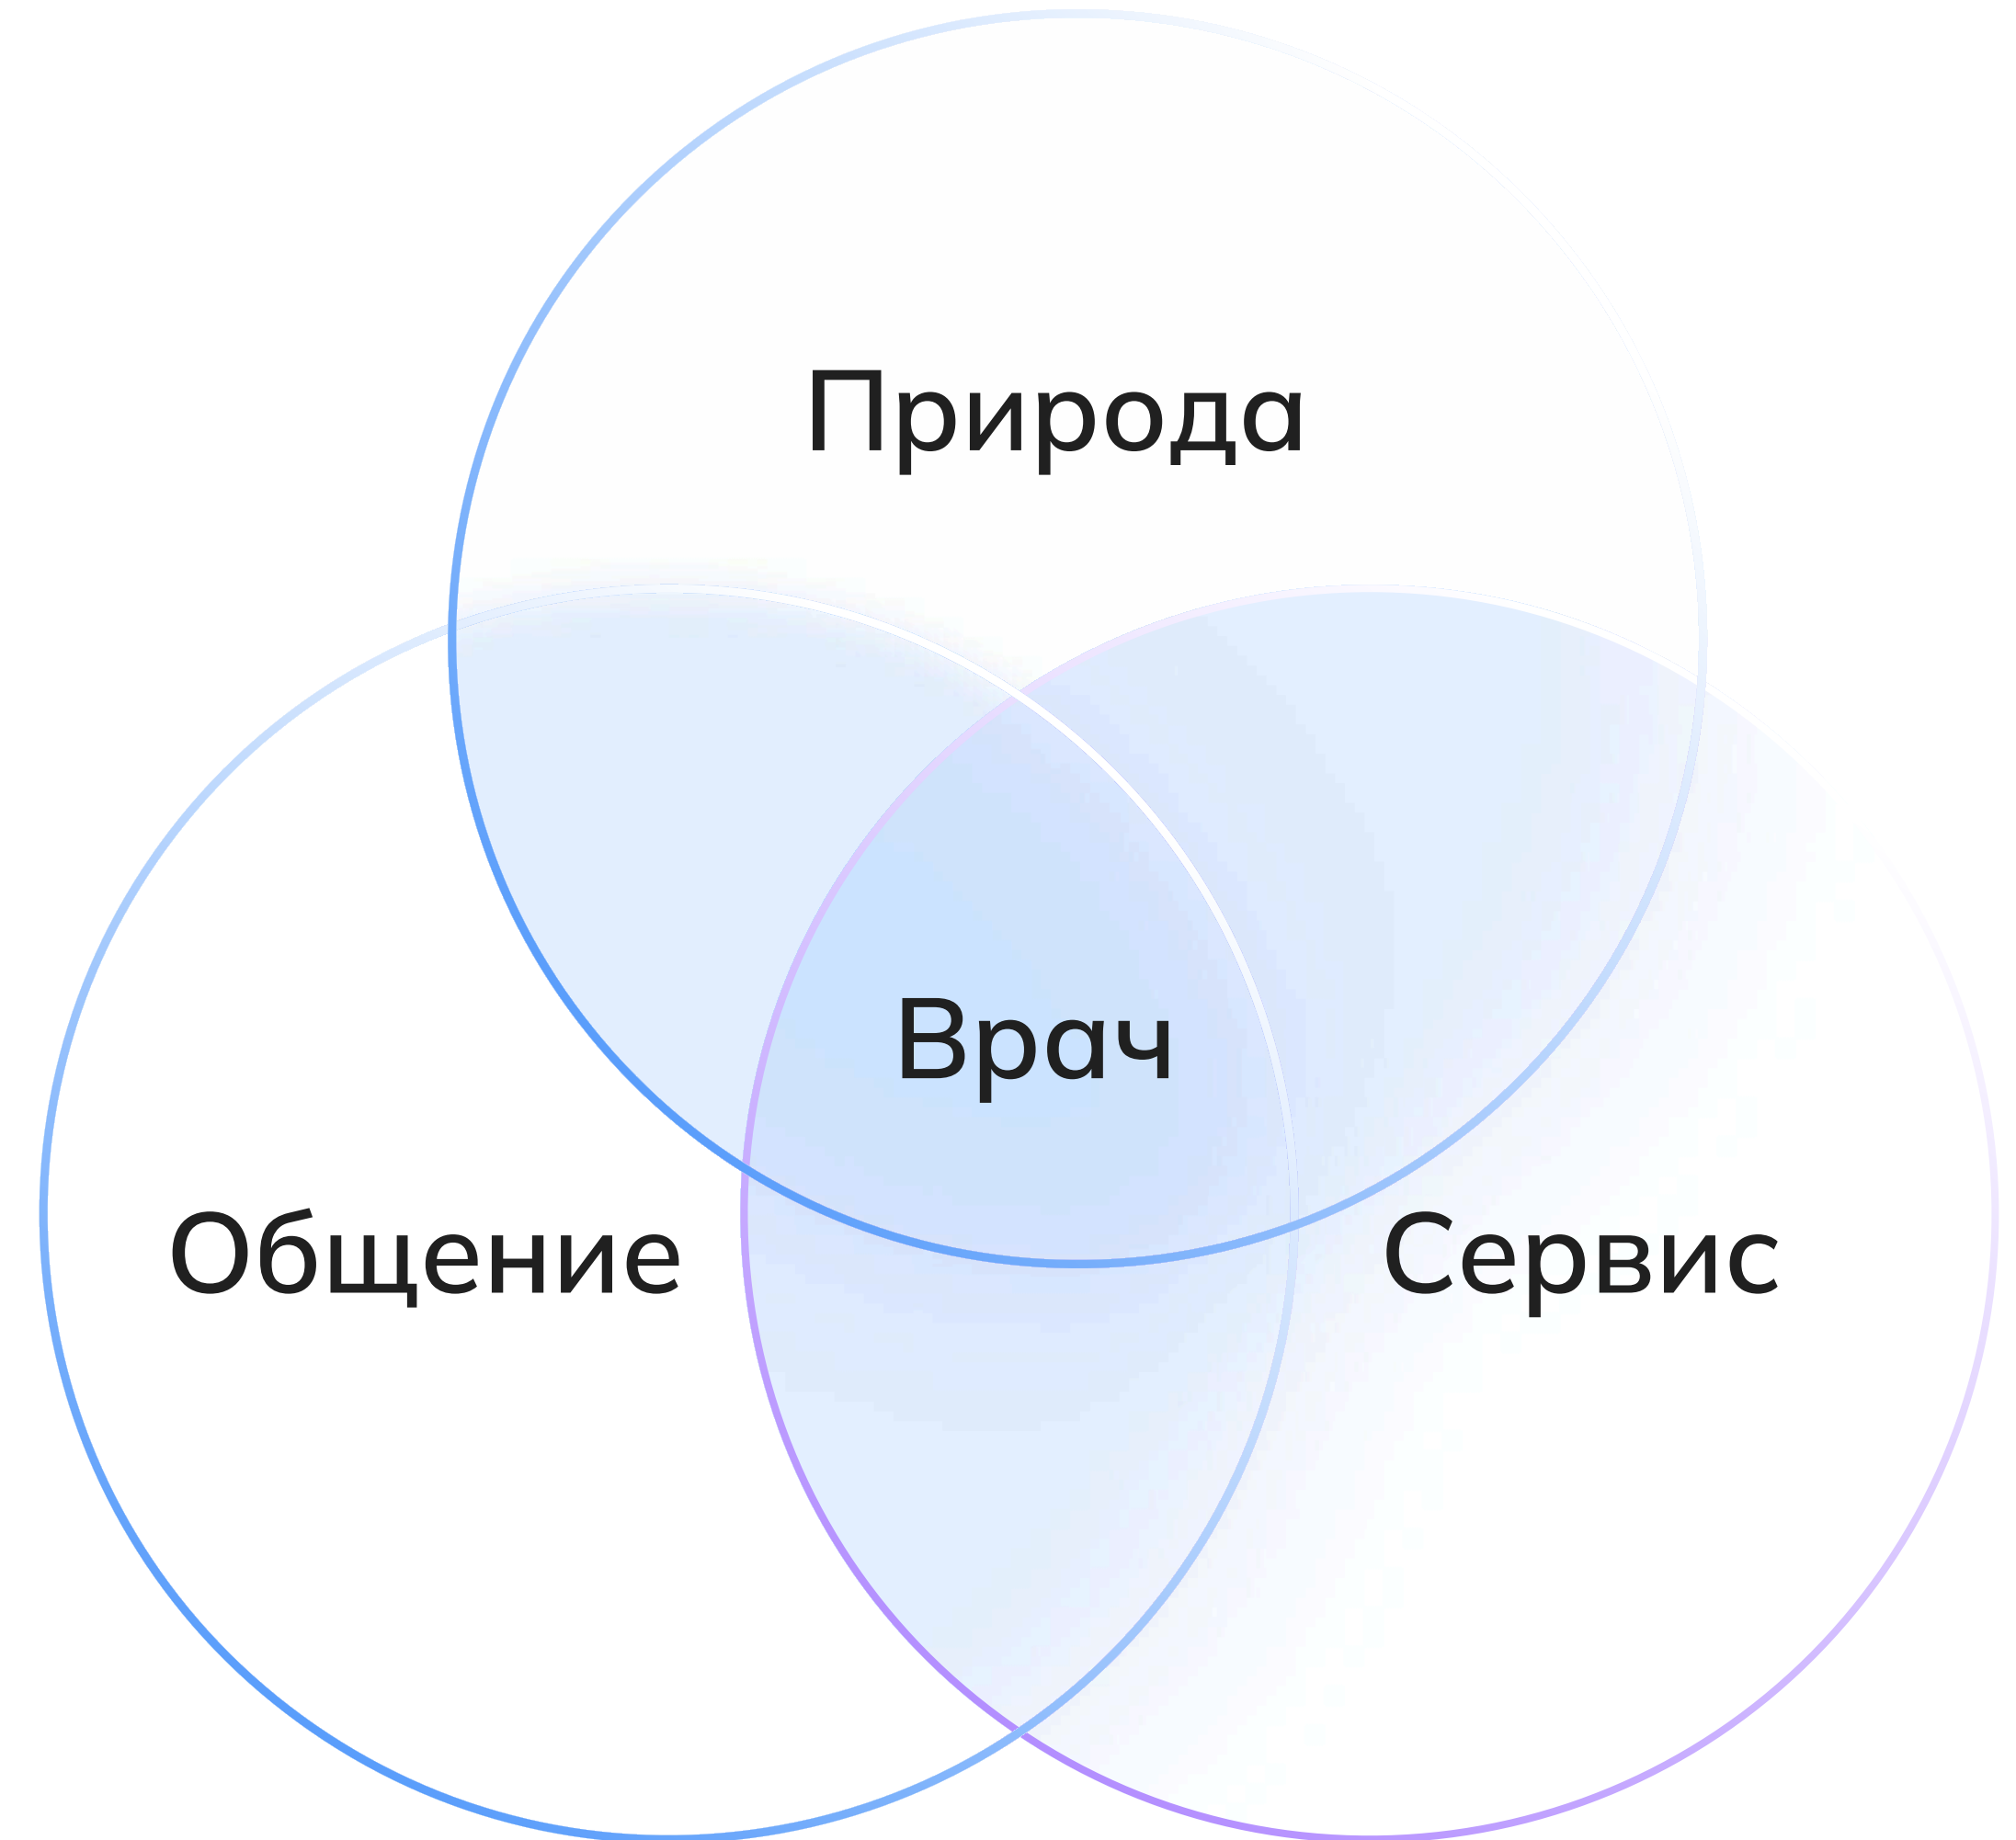 Природа
Врач
Общение
Сервис